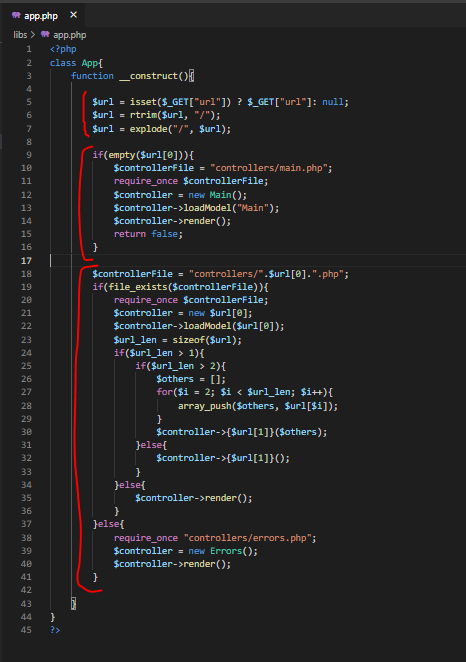 app.php ×
libs > app.php
1 <?php
2 class App{
3 function __construct(){
4
5 $url = isset($_GET["url"]) ? $_GET["url"]: null;
6 $url = rtrim($url, "/");
7 $url = explode("/", $url);
8
9 if(empty($url[0])){
10 $controllerFile = "controllers/main.php";
11 require_once $controllerFile;
12 $controller = new Main();
13 $controller->loadModel("Main");
14 $controller->render();
15 return false;
16 }
17
18 $controllerFile = "controllers/".$url[0].".php";
19 if(file_exists($controllerFile)){
20 require_once $controllerFile;
21 $controller = new $url[0];
22 $controller->loadModel($url[0]);
23 $url_len = sizeof($url);
24 if($url_len > 1){
25 if($url_len > 2){
26 $others = [];
27 for($i = 2; $i < $url_len; $i++){
28 array_push($others, $url[$i]);
29 }
30 $controller->{$url[1]}($others);
31 }else{
32 $controller->{$url[1]}();
33 }
34 }else{
35 $controller->render();
36 }
37 }else{
38 require_once "controllers/errors.php";
39 $controller = new Errors();
40 $controller->render();
41 }
42
43 }
44 }
45 ?>